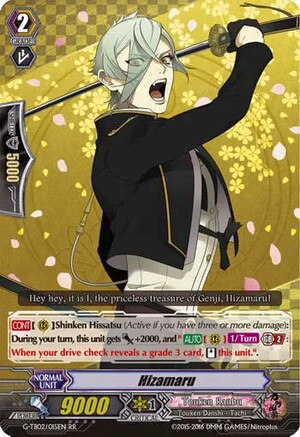 2
GRADE
5000
Hey hey, it is I, the priceless treasure of Genji, Hizamaru!
CONT [ ]Shinken Hissatsu (Active if you have three or more damage):
During your turn, this unit gets +2000, and " AUTO [ ] 1/Turn
When your drive check reveals a grade 3 card, this unit."
NORMAL UNIT
Hizamaru
POWER
9000
1
CRITICAL
Touken Ranbu
Touken Danshi - Tachi
G-TB02 / 015EN RR
©2015-2016 DMM GAMES/Nitroplus